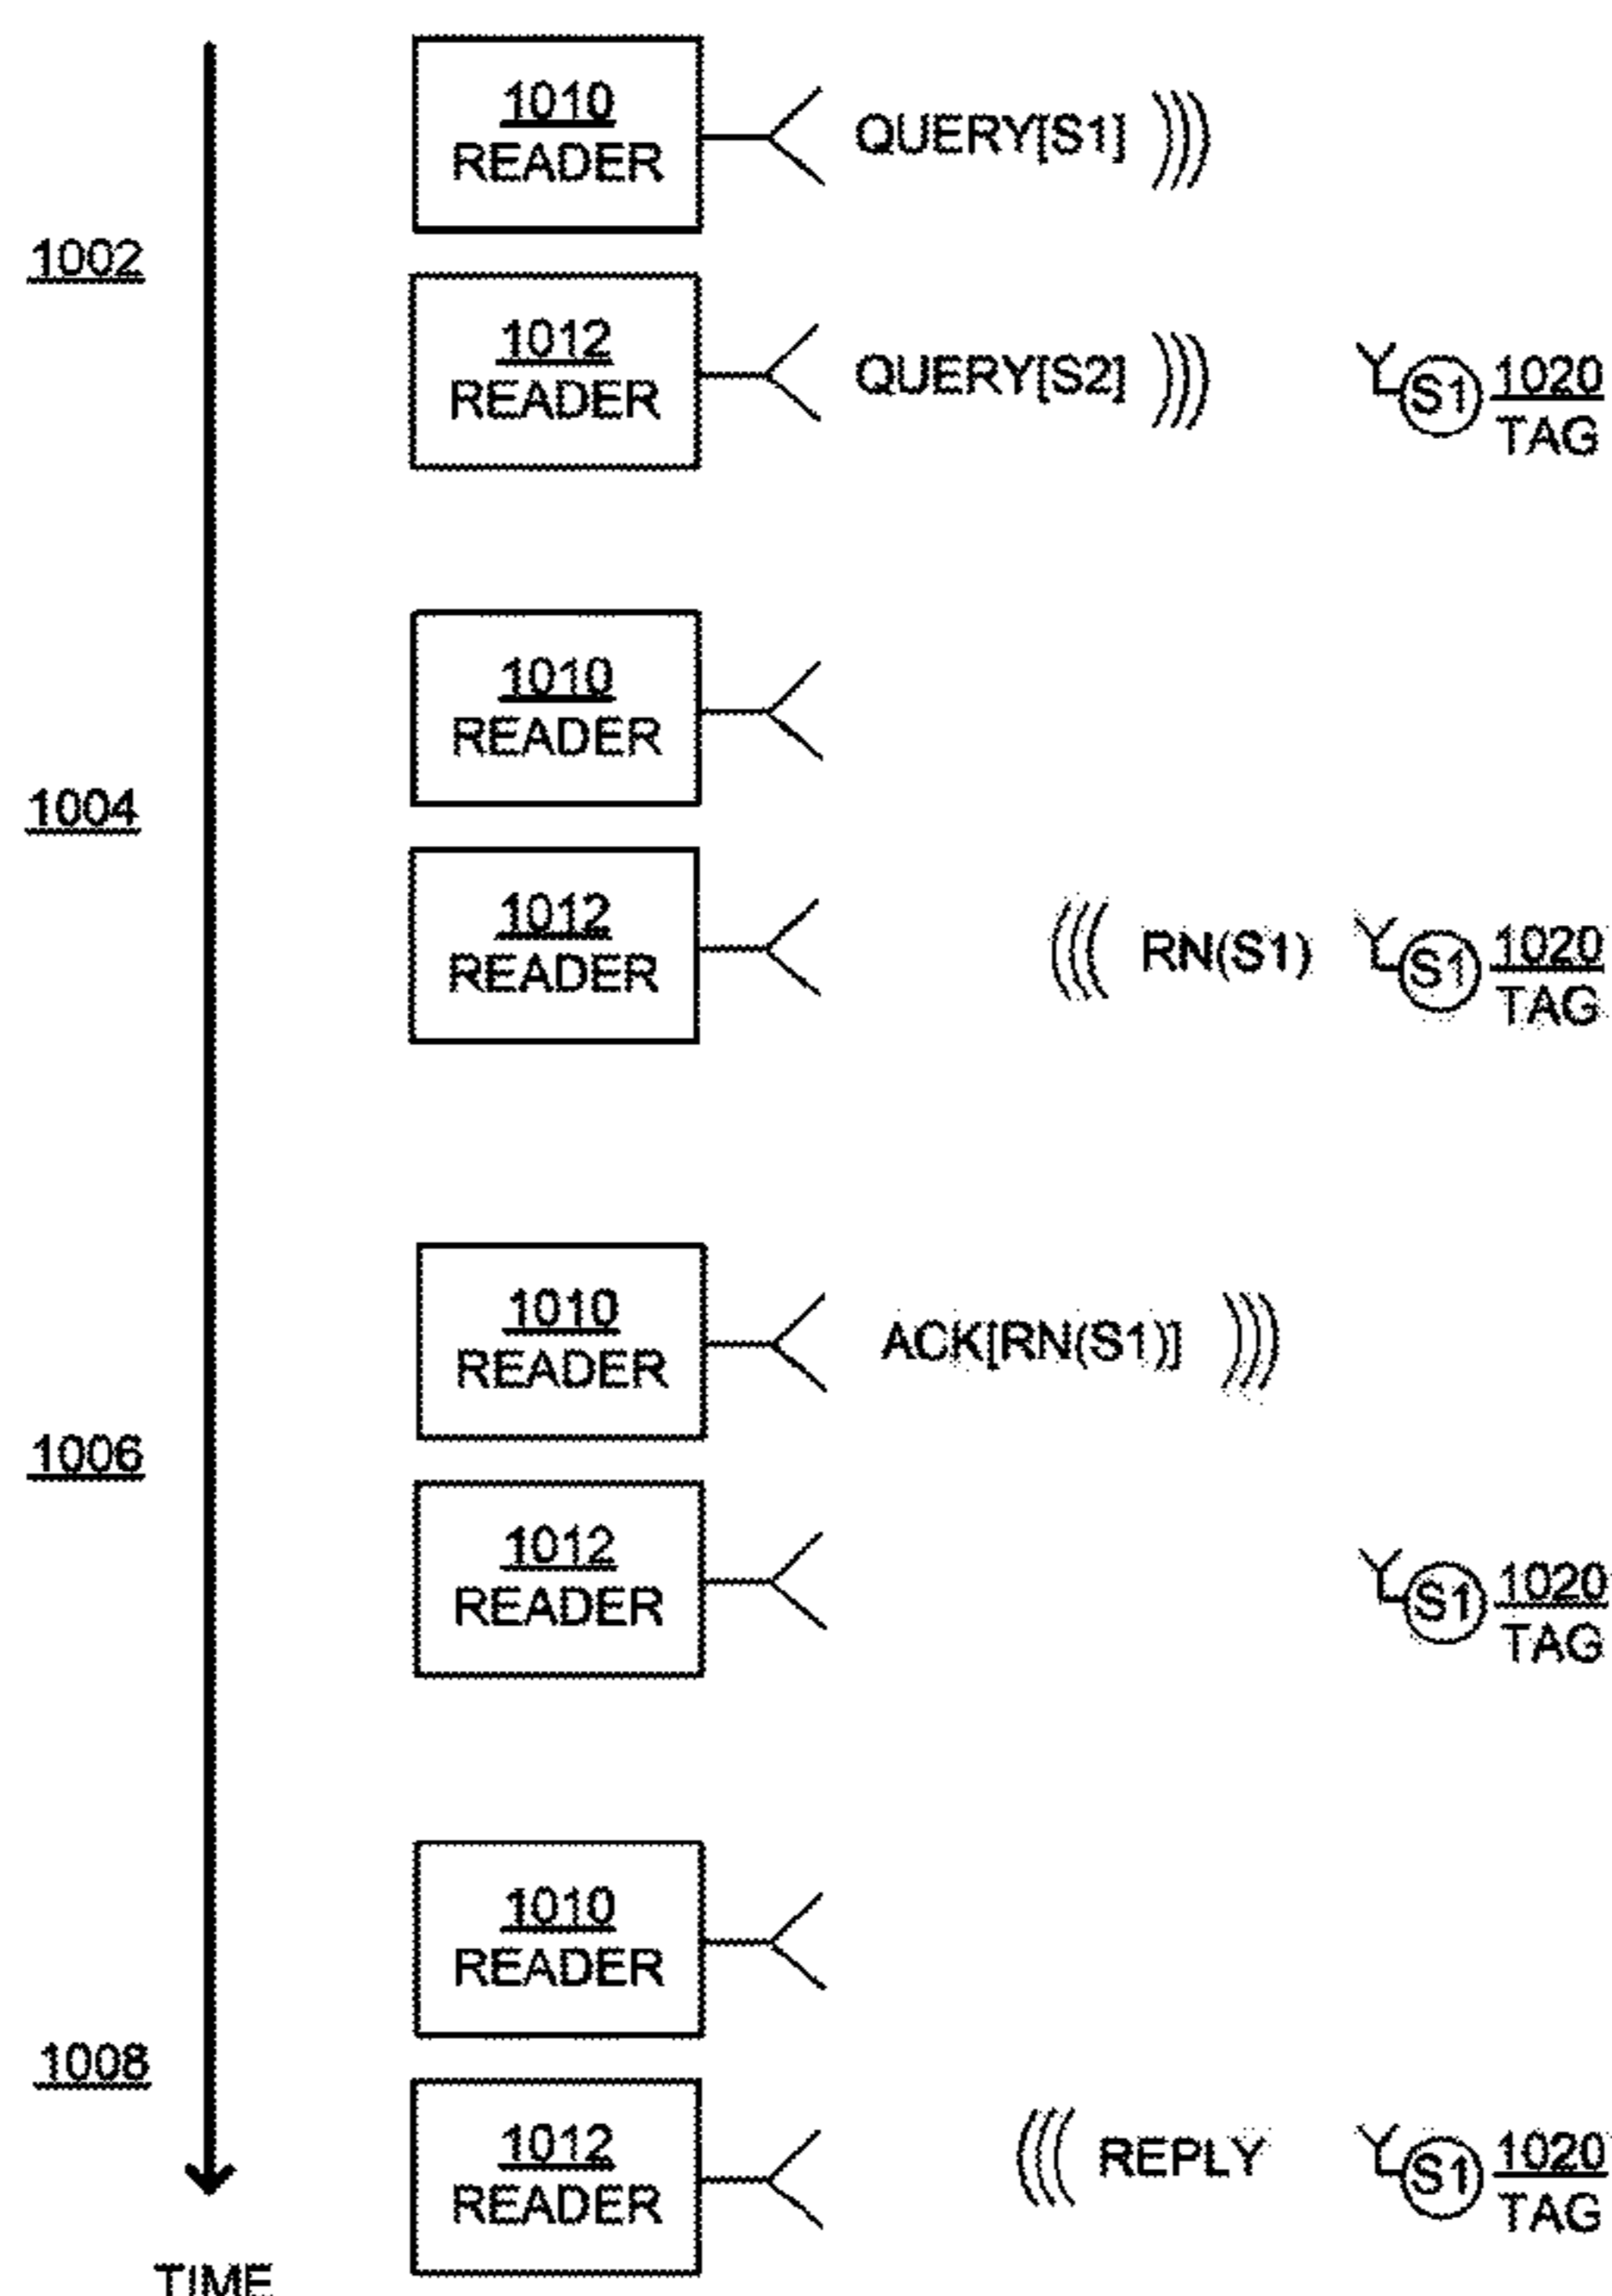 1010
READER
QUERY[S1]
1002
1012
READER
QUERY[S2]
S1
1020
TAG
1010
READER
1004
1012
READER
RN(S1)
S1
1020
TAG
1010
READER
ACK[RN(S1)]
1006
1012
READER
S1
1020
TAG
1010
READER
1008
1012
READER
REPLY
S1
1020
TAG
TIME